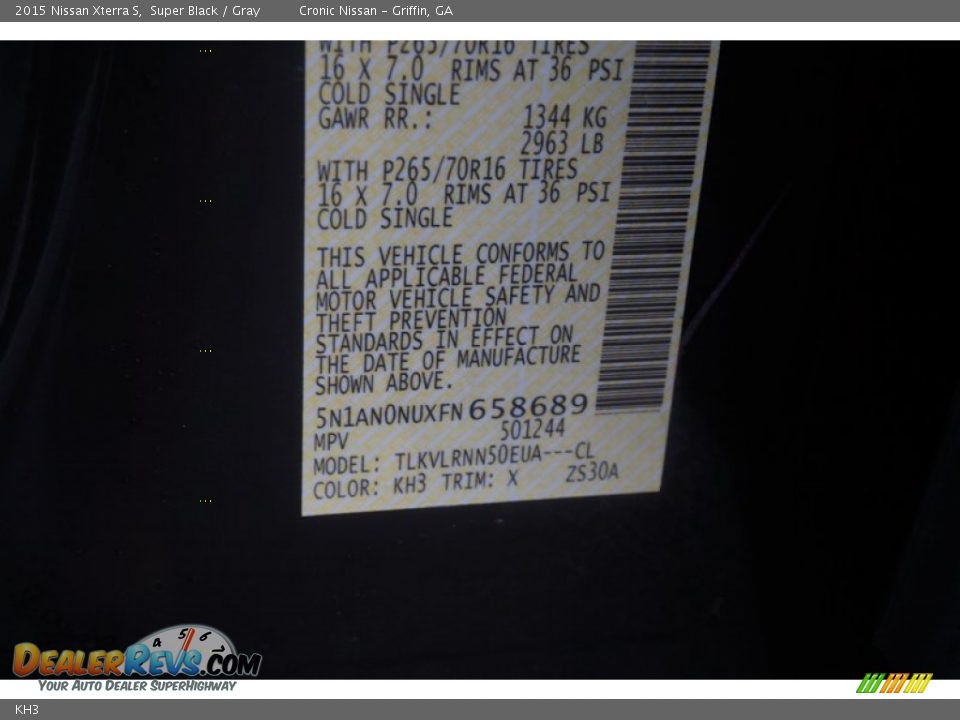 2015 Nissan Xterra S, Super Black / Gray Cronic Nissan - Griffin, GA
WITH P265/70R16 TIRES
16 X 7.0 RIMS AT 36 PSI
COLD SINGLE
GAWR RR.: 1344 KG
2963 LB
WITH P265/70R16 TIRES
16 X 7.0 RIMS AT 36 PSI
COLD SINGLE
THIS VEHICLE CONFORMS TO
ALL APPLICABLE FEDERAL
MOTOR VEHICLE SAFETY AND
THEFT PREVENTION
STANDARDS IN EFFECT ON
THE DATE OF MANUFACTURE
SHOWN ABOVE.
5N1AN0NUXFN658689
MPV 501244
MODEL: TLKVLRNN50EUA---CL
COLOR: KH3 TRIM: X ZS30A
4 5 6 7
DEALERREVS.COM
YOUR AUTO DEALER SUPERHIGHWAY
KH3